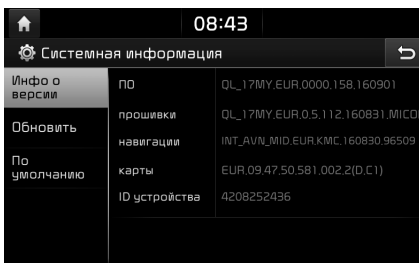 08:43
Системная информация
Инфо о версии
Обновить
По умолчанию
ПО QL_17MY.EUR.0000.158.160901
прошивки QL_17MY.EUR.0.5.112.160831.MICO
навигации INT_AVN_MID.EUR.KMC.160830.96509
карты EUR.09.47.50.581.002.2(D.C1)
ID устройства 4208252436